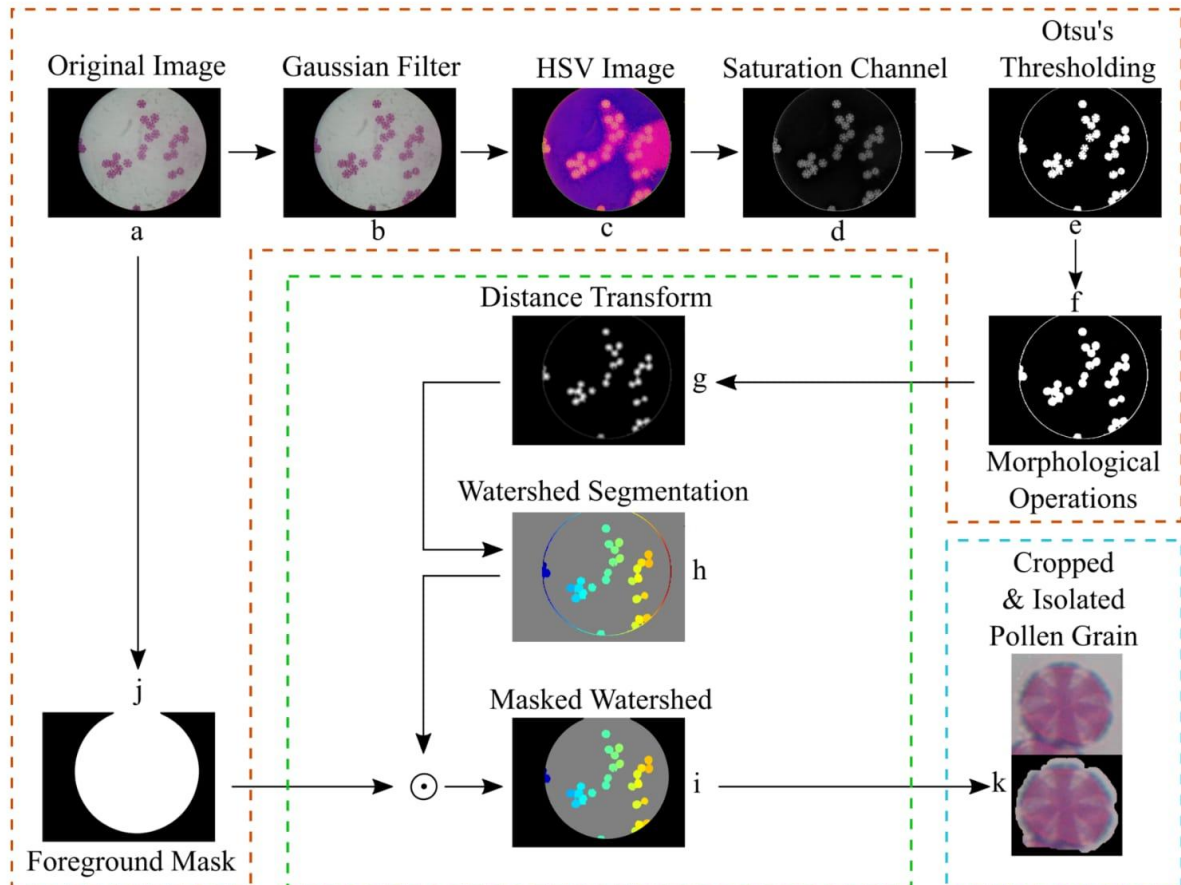 Original Image
Gaussian Filter
HSV Image
Saturation Channel
Otsu's
Thresholding
a
b
c
d
e
f
Distance Transform
g
Morphological
Operations
Watershed Segmentation
h
Cropped
& Isolated
Pollen Grain
j
Masked Watershed
i
k
Foreground Mask